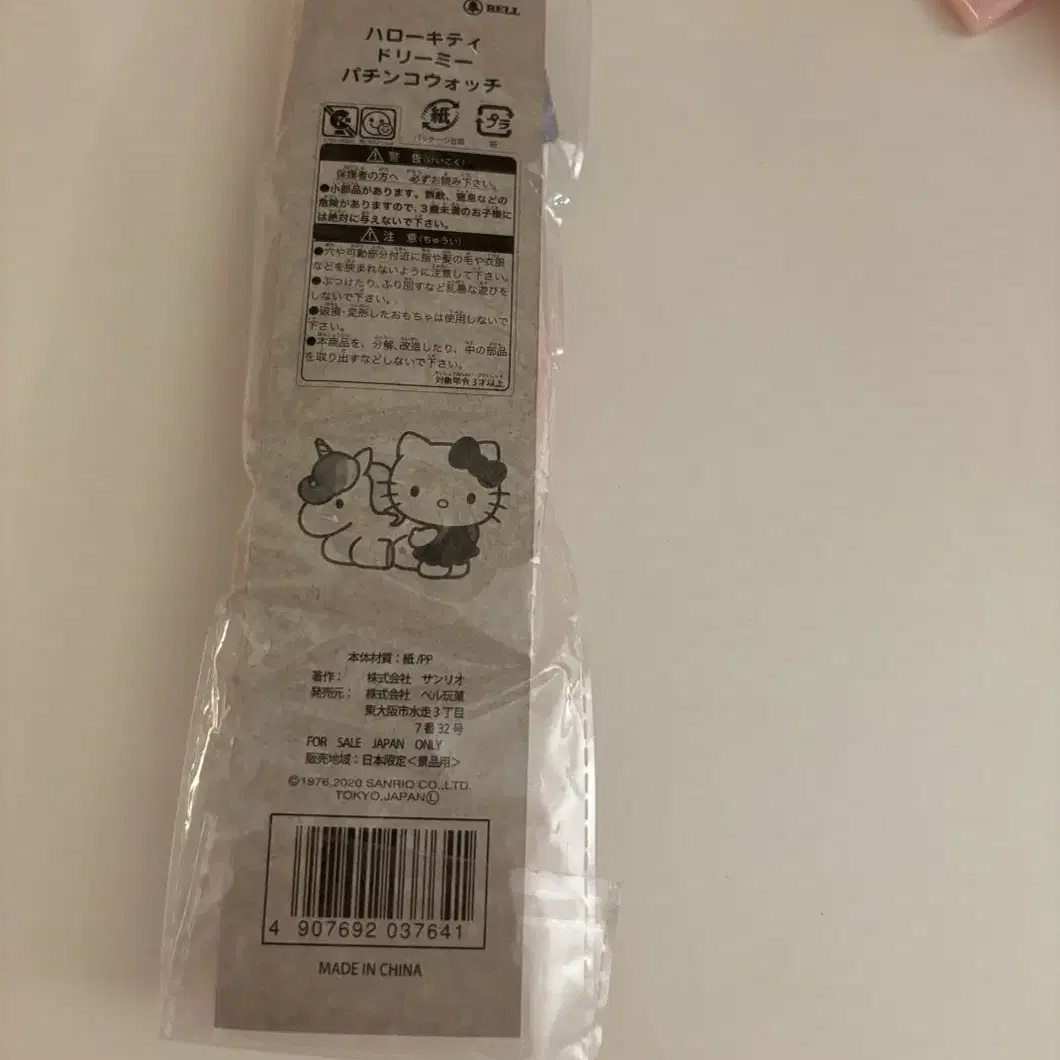 BELL
ハローキティ
ドリーミー
パチンコウォッチ
紙
プラ
パッケージ台紙
袋
警告(けいこく)
保護者の方へ 必ずお読み下さい。
●小部品があります。誤飲、窒息などの
危険がありますので、3歳未満のお子様に
は絶対に与えないで下さい。
注意(ちゅうい)
●穴や可動部分付近に指や髪の毛や衣服
などを挟まれないように注意して下さい。
●ぶつけたり、ふり回すなど乱暴な遊びを
しないで下さい。
●破損・変形したおもちゃは使用しないで
下さい。
●本商品を、分解、改造したり、中の部品
を取り出すなどしないで下さい。
対象年令3才以上
本体材質:紙/PP
著作: 株式会社 サンリオ
発売元: 株式会社 ベル玩菓
東大阪市水走3丁目
7番32号
FOR SALE JAPAN ONLY
販売地域:日本限定<景品用>
©1976,2020 SANRIO CO.,LTD.
TOKYO,JAPAN Ⓛ
4 907692 037641
MADE IN CHINA